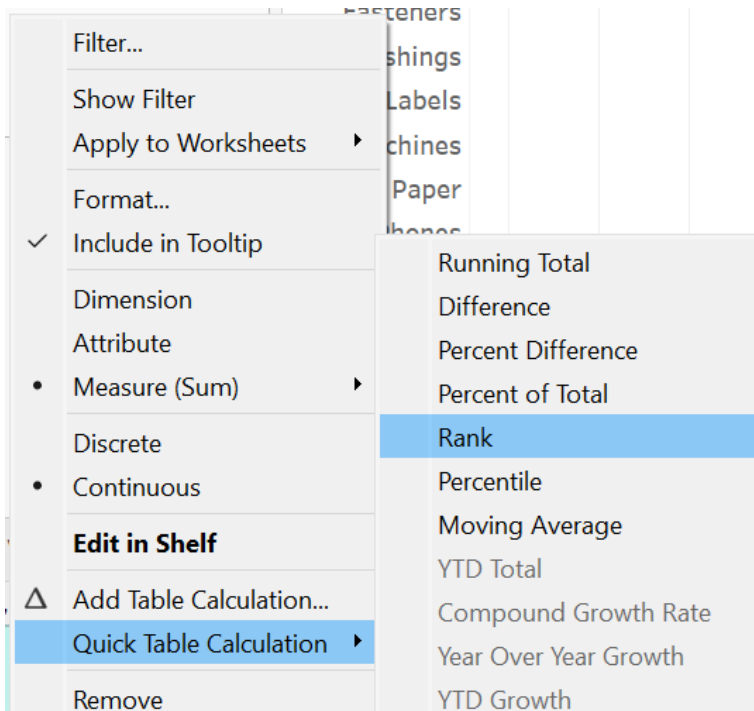 Fasteners
shings
Labels
chines
Paper
hones
Filter...
Show Filter
Apply to Worksheets
Format...
Include in Tooltip
Dimension
Attribute
Measure (Sum)
Discrete
Continuous
Edit in Shelf
Add Table Calculation...
Quick Table Calculation
Remove
Running Total
Difference
Percent Difference
Percent of Total
Rank
Percentile
Moving Average
YTD Total
Compound Growth Rate
Year Over Year Growth
YTD Growth